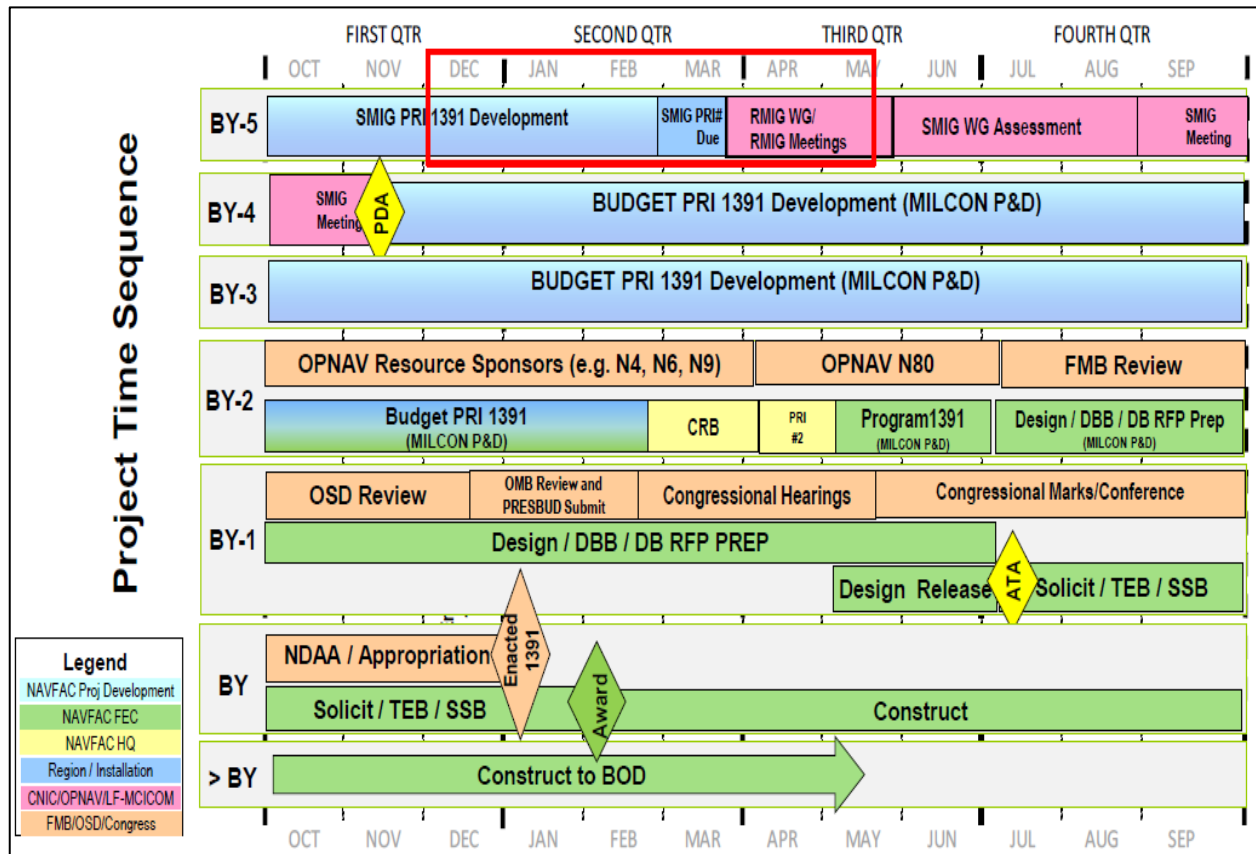 FIRST QTR SECOND QTR THIRD QTR FOURTH QTR
OCT NOV DEC JAN FEB MAR APR MAY JUN JUL AUG SEP
Project Time Sequence
BY-5
SMIG PRI 1391 Development
SMIG PRI#
Due
RMIG WG/
RMIG Meetings
SMIG WG Assessment
SMIG
Meeting
BY-4
SMIG
Meeting
PDA
BUDGET PRI 1391 Development (MILCON P&D)
BY-3
BUDGET PRI 1391 Development (MILCON P&D)
BY-2
OPNAV Resource Sponsors (e.g. N4, N6, N9)
OPNAV N80
FMB Review
Budget PRI 1391
(MILCON P&D)
CRB
PRI
#2
Program1391
(MILCON P&D)
Design / DBB / DB RFP Prep
(MILCON P&D)
BY-1
OSD Review
OMB Review and
PRESBUD Submit
Congressional Hearings
Congressional Marks/Conference
Design / DBB / DB RFP PREP
Design Release
ATA
Solicit / TEB / SSB
BY
NDAA / Appropriation
Enacted
1391
Solicit / TEB / SSB
Award
Construct
> BY
Construct to BOD
Legend
NAVFAC Proj Development
NAVFAC FEC
NAVFAC HQ
Region / Installation
CNIC/OPNAV/LF-MCICOM
FMB/OSD/Congress
OCT NOV DEC JAN FEB MAR APR MAY JUN JUL AUG SEP